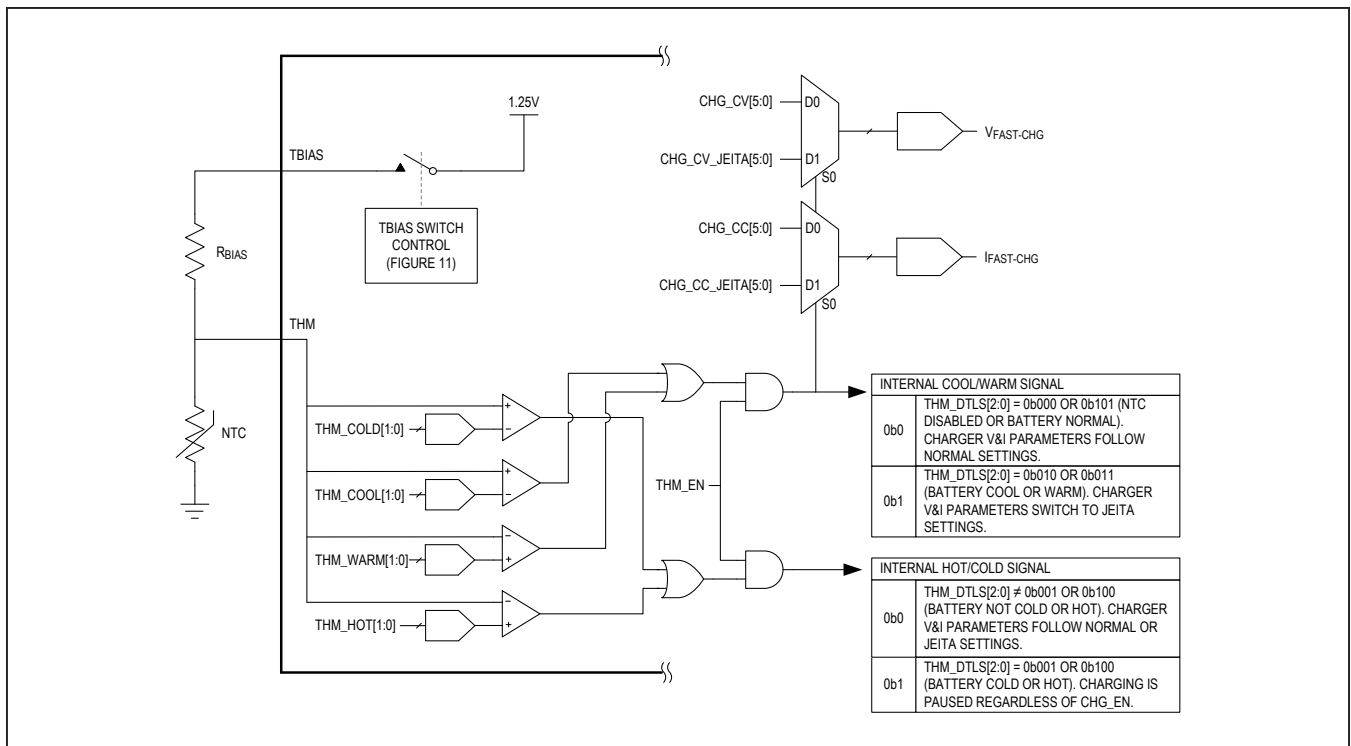 1.25V
TBIAS
TBIAS SWITCH
CONTROL
(FIGURE 11)
RBIAS
THM
NTC
CHG_CV[5:0]
D0
CHG_CV_JEITA[5:0]
D1
S0
VFAST-CHG
CHG_CC[5:0]
D0
CHG_CC_JEITA[5:0]
D1
S0
IFAST-CHG
THM_COLD[1:0]
+
−
THM_COOL[1:0]
+
−
THM_WARM[1:0]
−
+
THM_HOT[1:0]
−
+
THM_EN
INTERNAL COOL/WARM SIGNAL
0b0
THM_DTLS[2:0] = 0b000 OR 0b101 (NTC
DISABLED OR BATTERY NORMAL).
CHARGER V&I PARAMETERS FOLLOW
NORMAL SETTINGS.
0b1
THM_DTLS[2:0] = 0b010 OR 0b011
(BATTERY COOL OR WARM). CHARGER
V&I PARAMETERS SWITCH TO JEITA
SETTINGS.
INTERNAL HOT/COLD SIGNAL
0b0
THM_DTLS[2:0] ≠ 0b001 OR 0b100
(BATTERY NOT COLD OR HOT). CHARGER
V&I PARAMETERS FOLLOW NORMAL OR
JEITA SETTINGS.
0b1
THM_DTLS[2:0] = 0b001 OR 0b100
(BATTERY COLD OR HOT). CHARGING IS
PAUSED REGARDLESS OF CHG_EN.